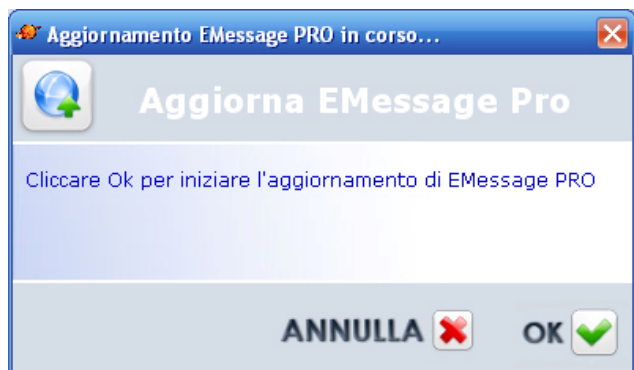 Aggiornamento EMessage PRO in corso...
Aggiorna EMessage Pro
Cliccare Ok per iniziare l'aggiornamento di EMessage PRO
ANNULLA OK